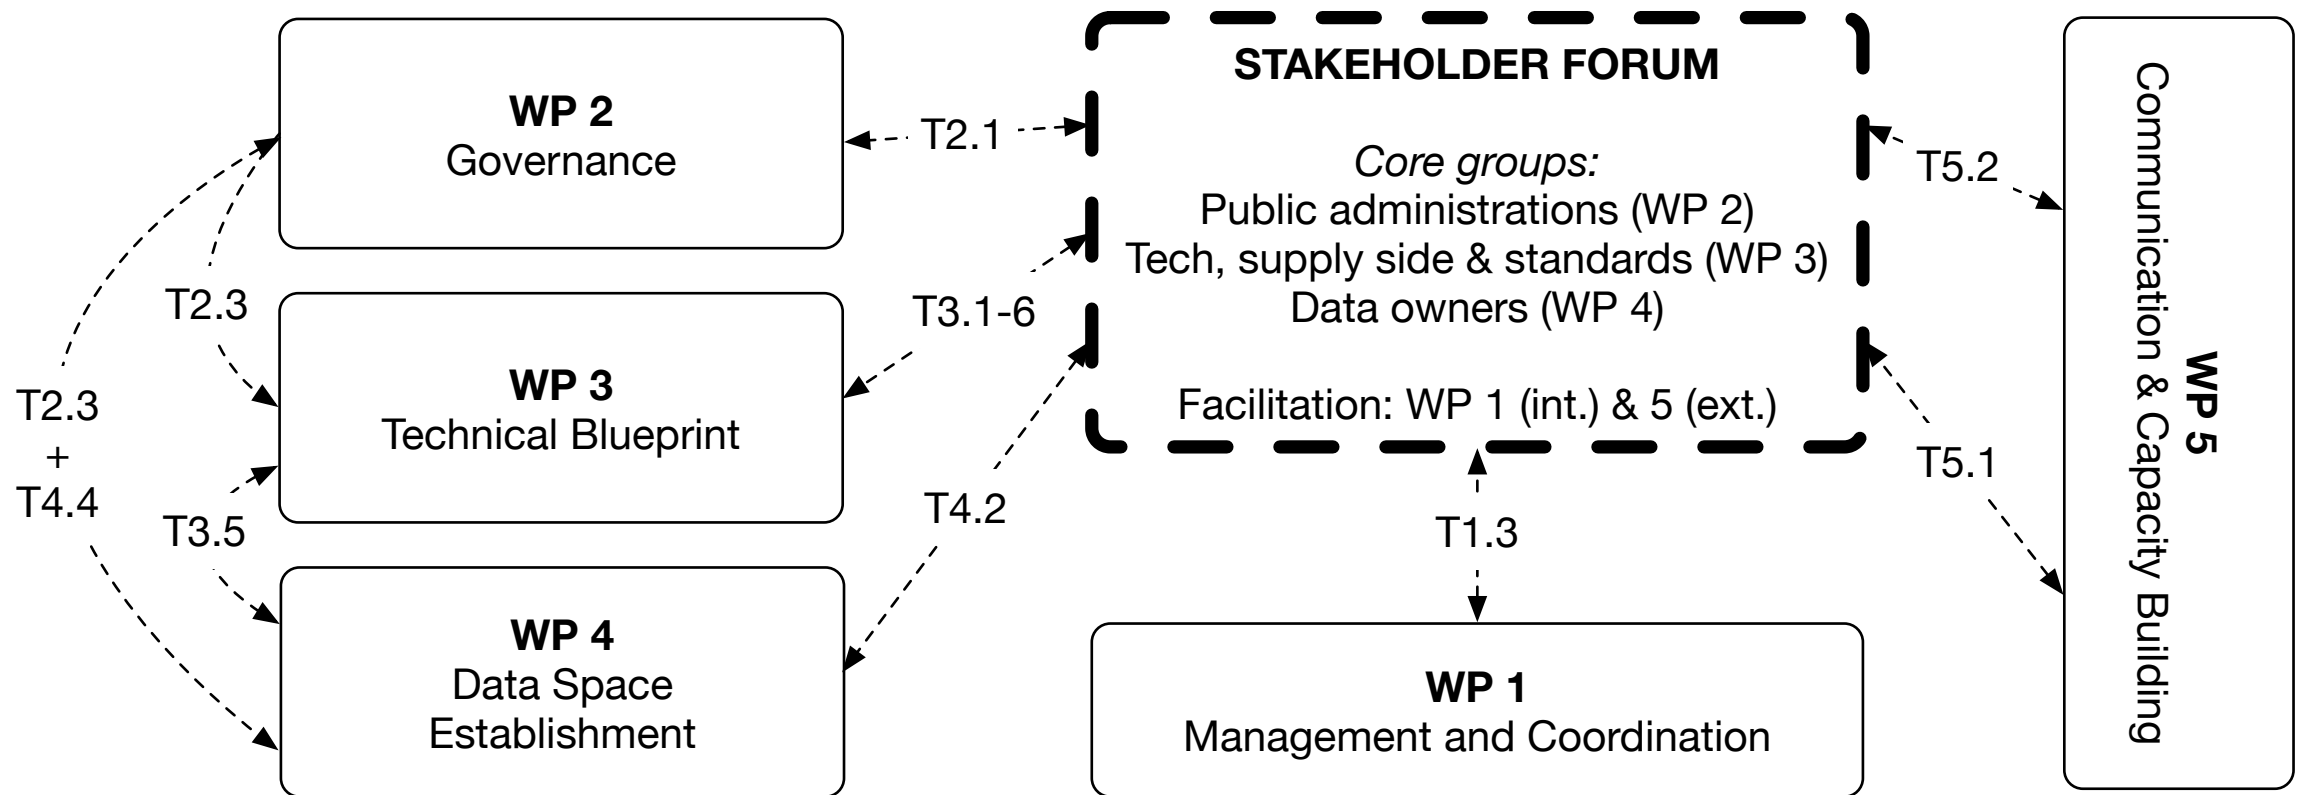 WP 2
Governance
T2.1
STAKEHOLDER FORUM
Core groups:
Public administrations (WP 2)
Tech, supply side & standards (WP 3)
Data owners (WP 4)
Facilitation: WP 1 (int.) & 5 (ext.)
T5.2
WP 5
Communication & Capacity Building
T2.3
T3.1-6
WP 3
Technical Blueprint
T2.3
+
T4.4
T3.5
T4.2
T1.3
T5.1
WP 4
Data Space
Establishment
WP 1
Management and Coordination